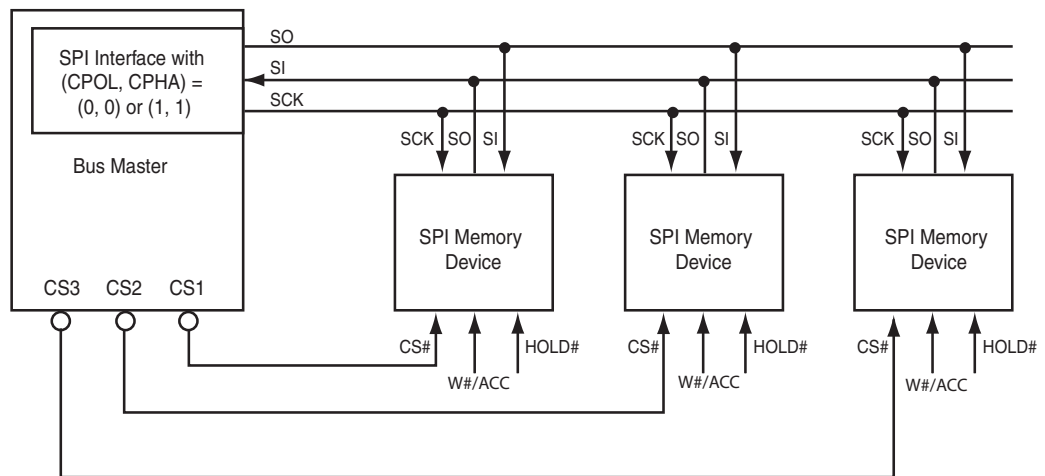 SO
SI
SCK
SPI Interface with
(CPOL, CPHA) =
(0, 0) or (1, 1)
Bus Master
CS3 CS2 CS1
SCK SO SI
SCK SO SI
SCK SO SI
SPI Memory
Device
SPI Memory
Device
SPI Memory
Device
CS#
W#/ACC
HOLD#
CS#
W#/ACC
HOLD#
CS#
W#/ACC
HOLD#